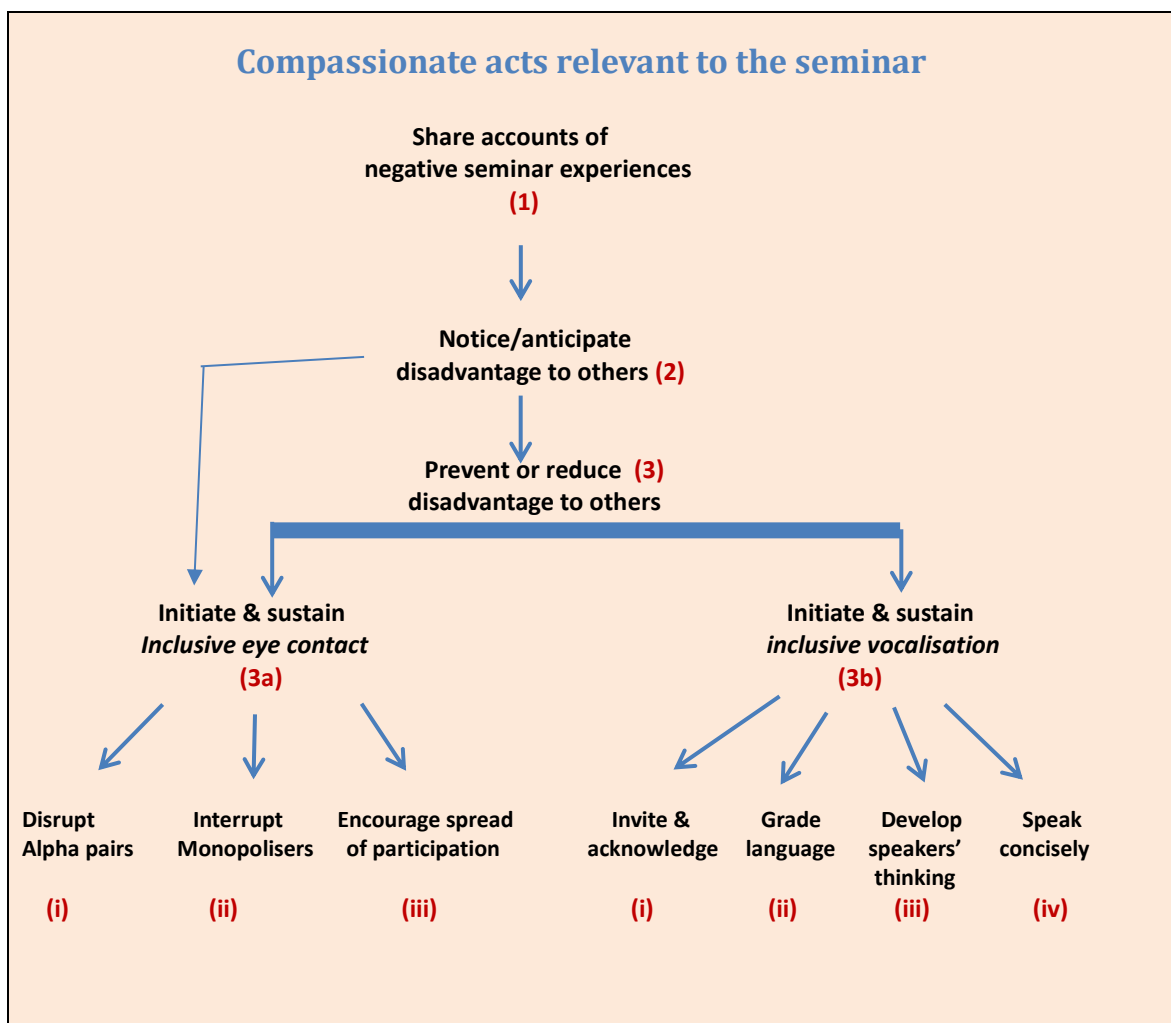 Compassionate acts relevant to the seminar
Share accounts of
negative seminar experiences
(1)
Notice/anticipate
disadvantage to others (2)
Prevent or reduce (3)
disadvantage to others
Initiate & sustain
Inclusive eye contact
(3a)
Initiate & sustain
inclusive vocalisation
(3b)
Disrupt
Alpha pairs
(i)
Interrupt
Monopolisers
(ii)
Encourage spread
of participation
(iii)
Invite &
acknowledge
(i)
Grade
language
(ii)
Develop
speakers’
thinking
(iii)
Speak
concisely
(iv)